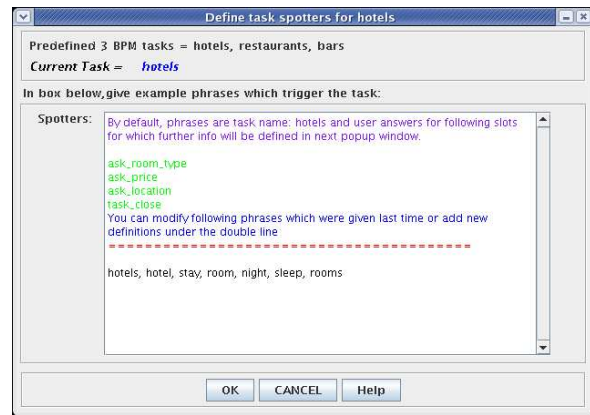 Define task spotters for hotels
Predefined 3 BPM tasks = hotels, restaurants, bars
Current Task = hotels
In box below,give example phrases which trigger the task:
Spotters:
By default, phrases are task name: hotels and user answers for following slots
for which further info will be defined in next popup window.
ask_room_type
ask_price
ask_location
task_close
You can modify following phrases which were given last time or add new
definitions under the double line
========================================
hotels, hotel, stay, room, night, sleep, rooms
OK CANCEL Help